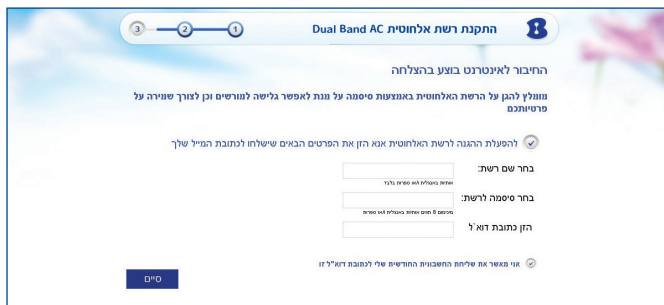 התקנת רשת אלחוטית Dual Band AC
1 2 3
החיבור לאינטרנט בוצע בהצלחה
מומלץ להגן על הרשת האלחוטית באמצעות סיסמה על מנת לאפשר גלישה למורשים וכן לצורך שמירה על
פרטיותכם
להפעלת ההגנה לרשת האלחוטית אנא הזן את הפרטים הבאים שישלחו לכתובת המייל שלך
בחר שם רשת:
אותיות באנגלית ו/או ספרות בלבד
בחר סיסמה לרשת:
מינימום 8 תווים אותיות באנגלית ו/או ספרות
הזן כתובת דוא`ל
אני מאשר את שליחת החשבונית החודשית שלי לכתובת דוא"ל זו
סיים